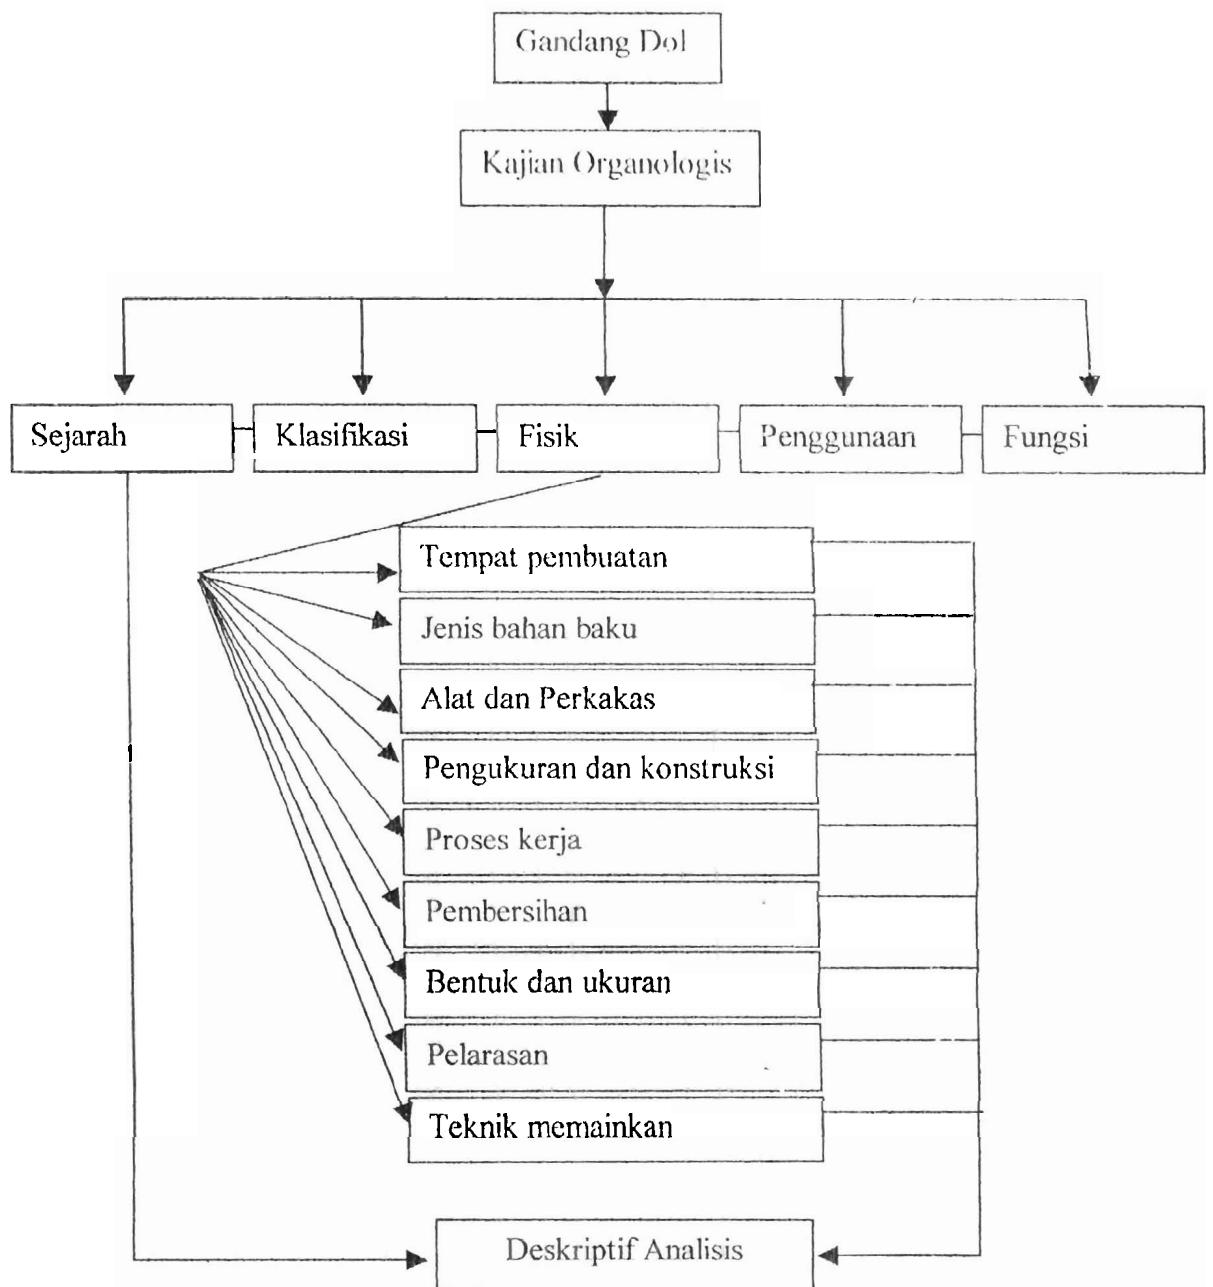 Gandang Dol
Kajian Organologis
Sejarah
Klasifikasi
Fisik
Penggunaan
Fungsi
Tempat pembuatan
Jenis bahan baku
Alat dan Perkakas
Pengukuran dan konstruksi
Proses kerja
Pembersihan
Bentuk dan ukuran
Pelarasan
Teknik memainkan
Deskriptif Analisis